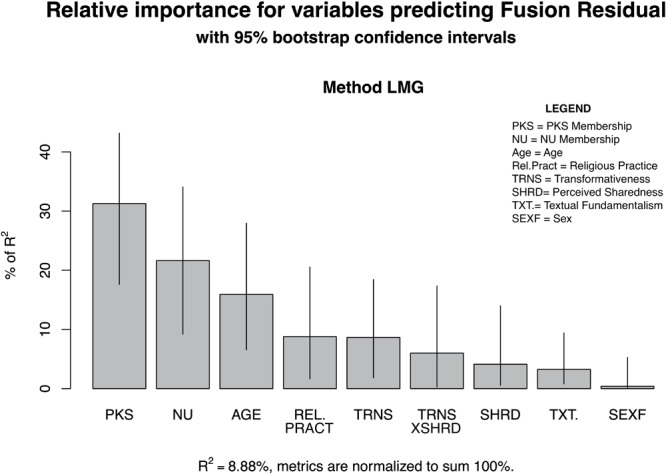 Relative importance for variables predicting Fusion Residual
with 95% bootstrap confidence intervals
Method LMG
LEGEND
PKS = PKS Membership
NU = NU Membership
Age = Age
Rel.Pract = Religious Practice
TRNS = Transformativeness
SHRD= Perceived Sharedness
TXT.= Textual Fundamentalism
SEXF = Sex
% of R²
40
30
20
10
0
PKS NU AGE REL. PRACT TRNS TRNS XSHRD SHRD TXT. SEXF
R² = 8.88%, metrics are normalized to sum 100%.